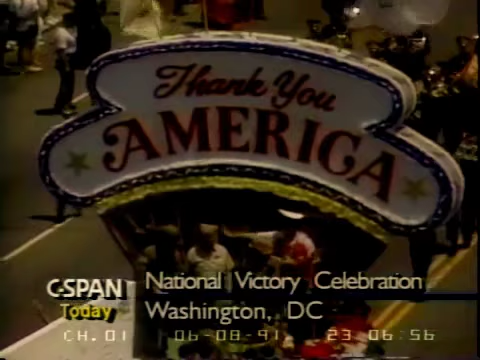 Thank You
AMERICA
C-SPAN
Today
National Victory Celebration
Washington, DC
CH.01 06-08-91 23:06:56